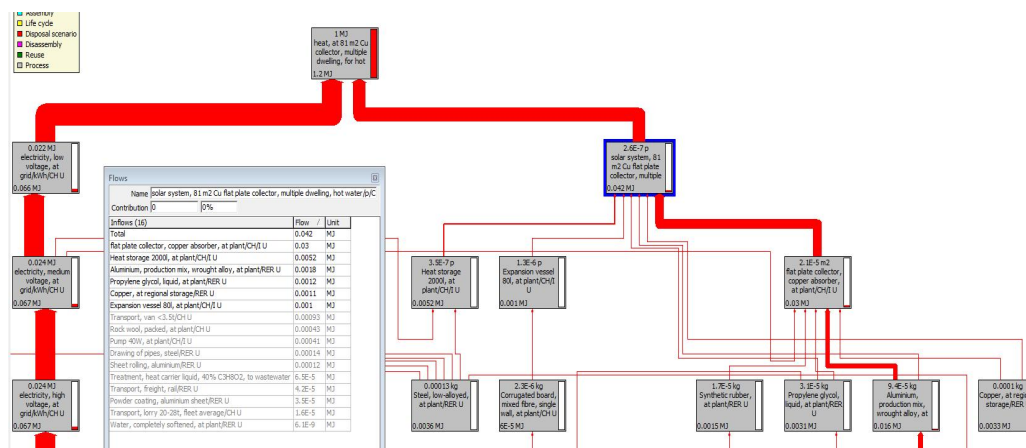 Assembly
Life cycle
Disposal scenario
Disassembly
Reuse
Process
1 MJ
heat, at 81 m2 Cu
collector, multiple
dwelling, for hot
1.2 MJ
0.022 MJ
electricity, low
voltage, at
grid/kWh/CH U
0.066 MJ
2.6E-7 p
solar system, 81
m2 Cu flat plate
collector, multiple
0.042 MJ
Flows
Name solar system, 81 m2 Cu flat plate collector, multiple dwelling, hot water/p/C
Contribution 0 0%
Inflows (16) Flow / Unit
Total 0.042 MJ
flat plate collector, copper absorber, at plant/CH/I U 0.03 MJ
Heat storage 2000l, at plant/CH/I U 0.0052 MJ
Aluminium, production mix, wrought alloy, at plant/RER U 0.0018 MJ
Propylene glycol, liquid, at plant/RER U 0.0012 MJ
Copper, at regional storage/RER U 0.0011 MJ
Expansion vessel 80l, at plant/CH/I U 0.001 MJ
Transport, van <3.5t/CH U 0.00093 MJ
Rock wool, packed, at plant/CH U 0.00043 MJ
Pump 40W, at plant/CH/I U 0.00041 MJ
Drawing of pipes, steel/RER U 0.00014 MJ
Sheet rolling, aluminium/RER U 0.00012 MJ
Treatment, heat carrier liquid, 40% C3H8O2, to wastewater 6.5E-5 MJ
Transport, freight, rail/RER U 4.2E-5 MJ
Powder coating, aluminium sheet/RER U 3.5E-5 MJ
Transport, lorry 20-28t, fleet average/CH U 1.6E-5 MJ
Water, completely softened, at plant/RER U 6.1E-9 MJ
0.024 MJ
electricity, medium
voltage, at
grid/kWh/CH U
0.067 MJ
3.5E-7 p
Heat storage
2000l, at plant/CH/I
U
0.0052 MJ
1.3E-6 p
Expansion vessel
80l, at plant/CH/I
U
0.001 MJ
2.1E-5 m2
flat plate collector,
copper absorber,
at plant/CH/I U
0.03 MJ
0.024 MJ
electricity, high
voltage, at
grid/kWh/CH U
0.067 MJ
0.00013 kg
Steel, low-alloyed,
at plant/RER U
0.0036 MJ
2.3E-6 kg
Corrugated board,
mixed fibre, single
wall, at plant/CH U
6E-5 MJ
1.7E-5 kg
Synthetic rubber,
at plant/RER U
0.0015 MJ
3.1E-5 kg
Propylene glycol,
liquid, at plant/RER
U
0.0031 MJ
9.4E-5 kg
Aluminium,
production mix,
wrought alloy, at
0.016 MJ
0.0001 kg
Copper, at regi
storage/RER
0.0033 MJ